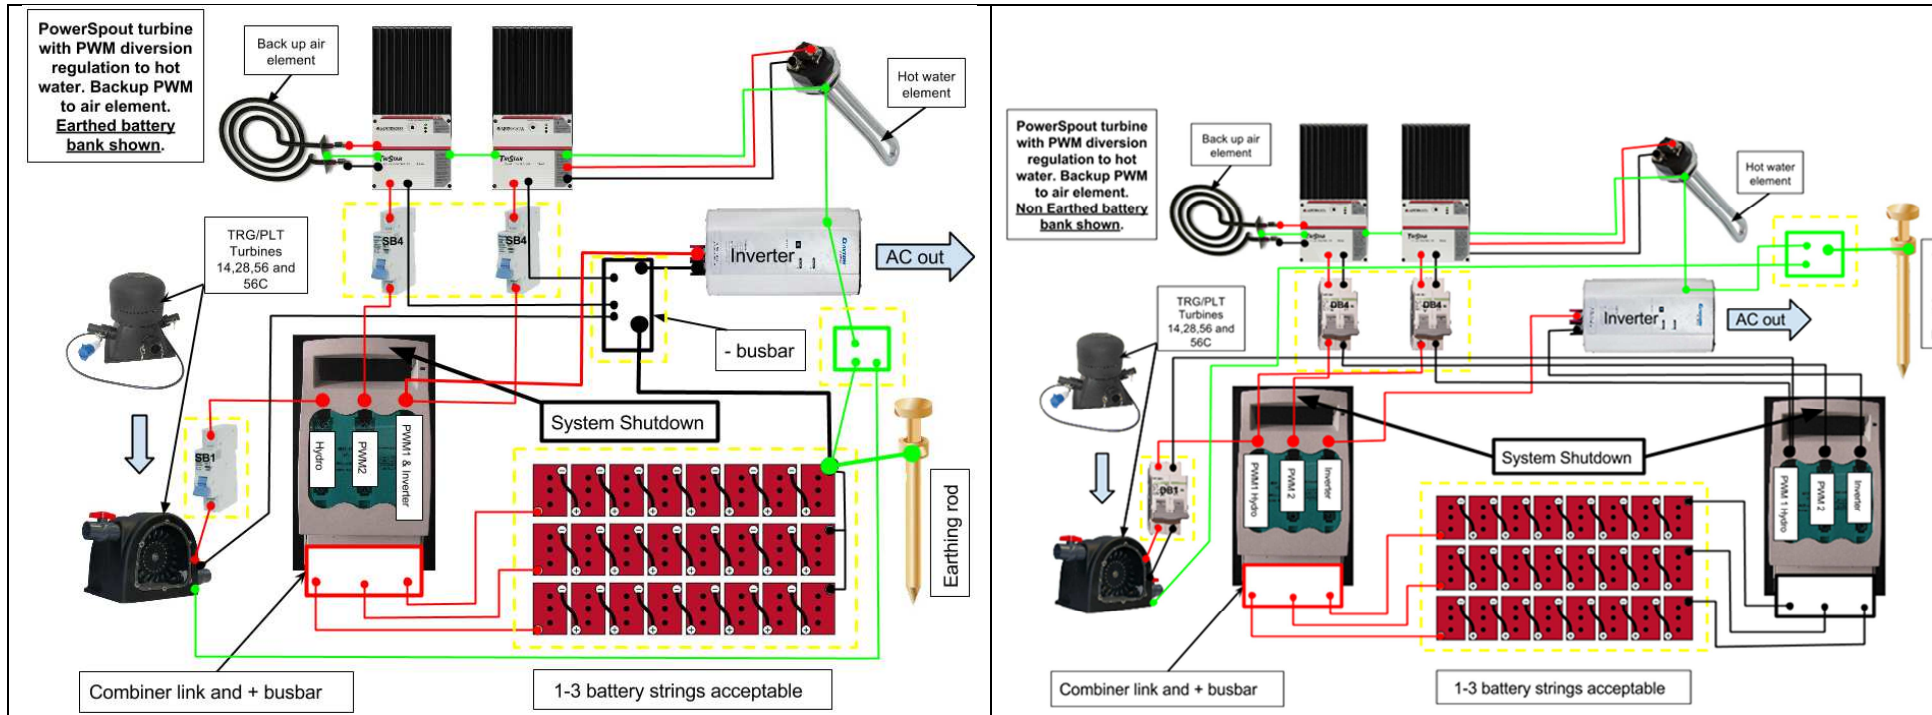 PowerSpout turbine
with PWM diversion
regulation to hot
water. Backup PWM
to air element.
Earthed battery
bank shown.
Back up air
element
Hot water
element
TRISTAR
TRISTAR
TRG/PLT
Turbines
14,28,56 and
56C
SB4
SB4
Inverter
AC out
- busbar
System Shutdown
SB1
Hydro
PWM2
PWM1 & Inverter
Earthing rod
Combiner link and + busbar
1-3 battery strings acceptable
PowerSpout turbine
with PWM diversion
regulation to hot
water. Backup PWM
to air element.
Non Earthed battery
bank shown.
Back up air
element
Hot water
element
TRG/PLT
Turbines
14,28,56 and
56C
DB4
DB4
Inverter
AC out
System Shutdown
DB1
PWM1 Hydro
PWM 2
Inverter
PWM 1 Hydro
PWM 2
Inverter
Combiner link and + busbar
1-3 battery strings acceptable